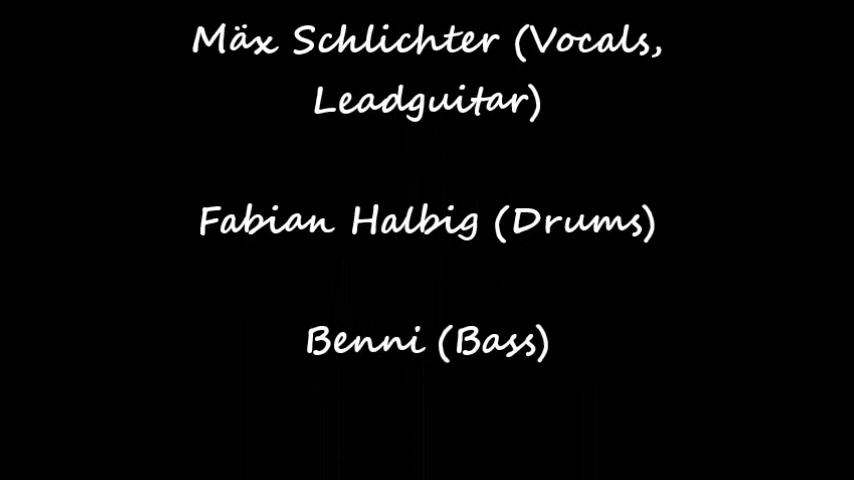 Mäx Schlichter (Vocals,
Leadguitar)
Fabian Halbig (Drums)
Benni (Bass)